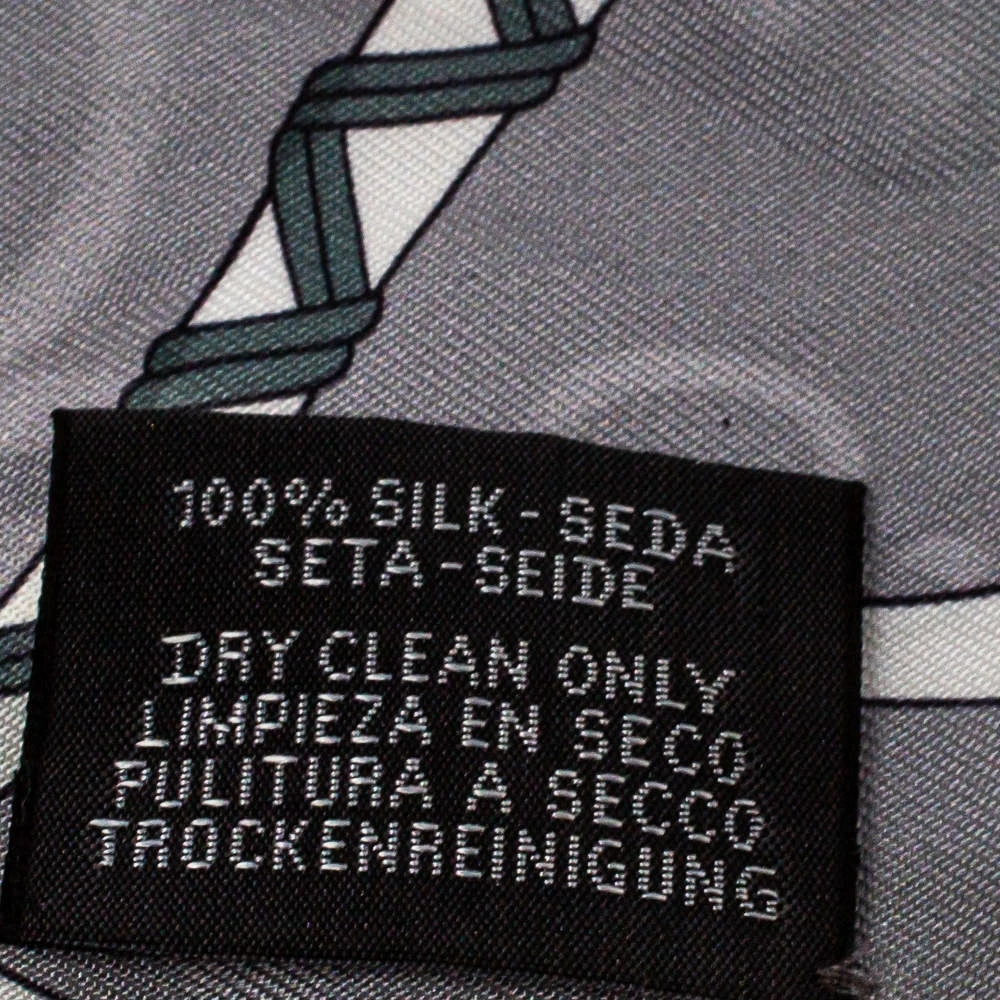 100% SILK - SEDA
SETA - SEIDE
DRY CLEAN ONLY
LIMPIEZA EN SECO
PULITURA A SECCO
TROCKENREINIGUNG